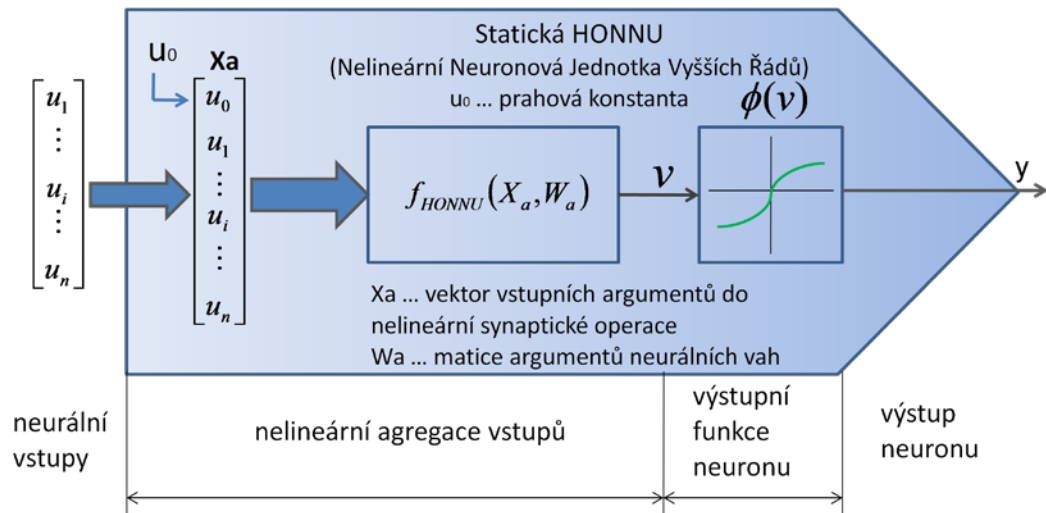 Statická HONNU
(Nelineární Neuronová Jednotka Vyšších Řádů)
u₀ ... prahová konstanta
u₀
Xa
u₁
⋮
uᵢ
⋮
uₙ
u₀
u₁
⋮
uᵢ
⋮
uₙ
f_HONNU(Xₐ,Wₐ)
v
ϕ(v)
y
Xa ... vektor vstupních argumentů do
nelineární synaptické operace
Wa ... matice argumentů neurálních vah
neurální
vstupy
nelineární agregace vstupů
výstupní
funkce
neuronu
výstup
neuronu